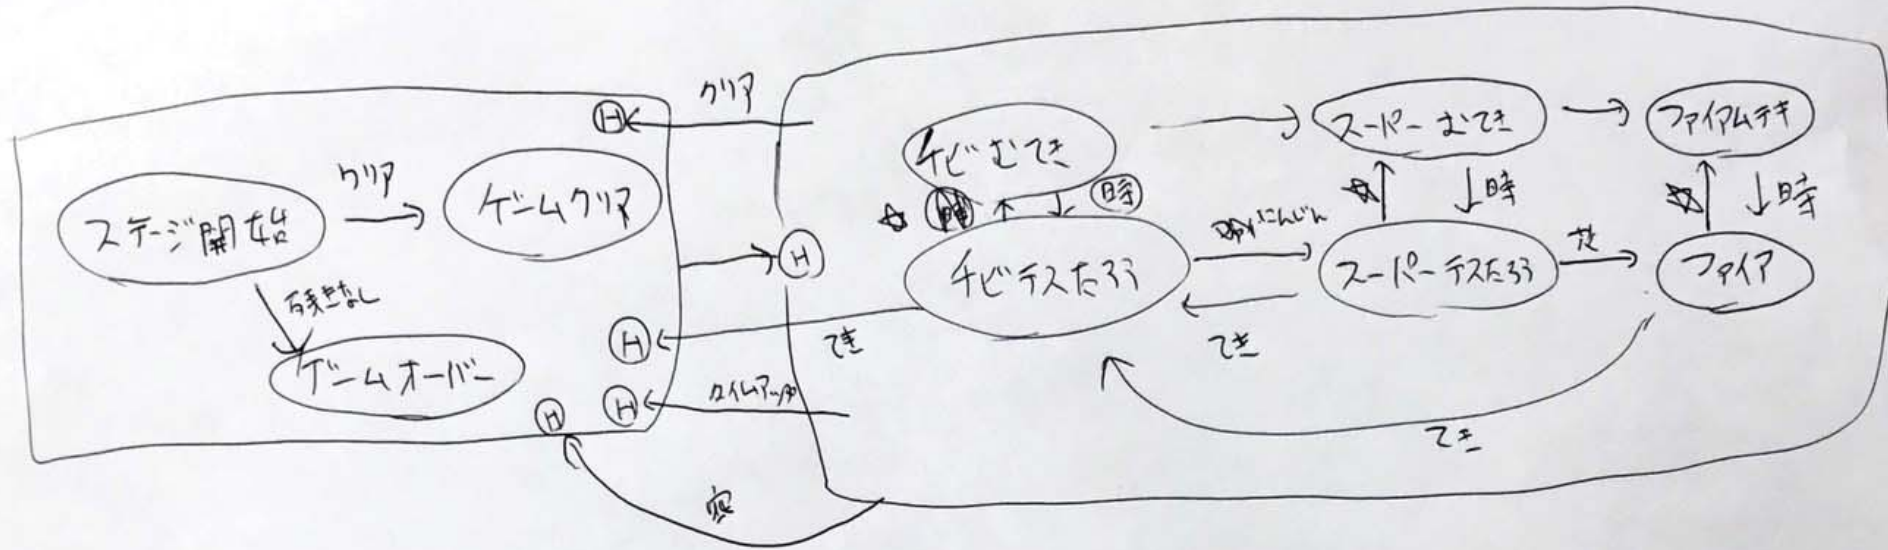 クリア
H
チビむてき
スーパーむてき
ファイアムテキ
ステージ開始
クリア
ゲームクリア
☆
時
☆
時
☆
時
H
チビテスたろう
にんじん
スーパーテスたろう
花
ファイア
残きなし
H
てき
てき
ゲームオーバー
H
H
タイムアップ
てき